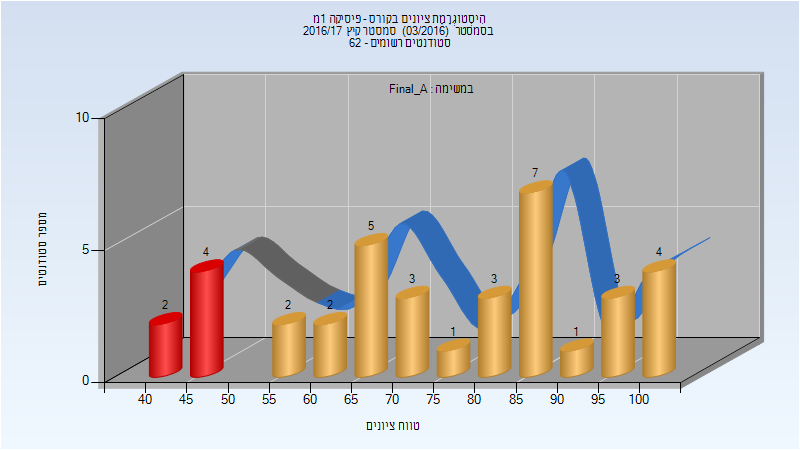 היסטוגרמת ציונים בקורס - פיסיקה 1מ
בסמסטר (03/2016) סמסטר קיץ 2016/17
סטודנטים רשומים - 62
במשימה : Final_A
מספר סטודנטים
10
5
0
2
4
2
2
5
3
1
3
7
1
3
4
40 45 50 55 60 65 70 75 80 85 90 95 100
טווח ציונים